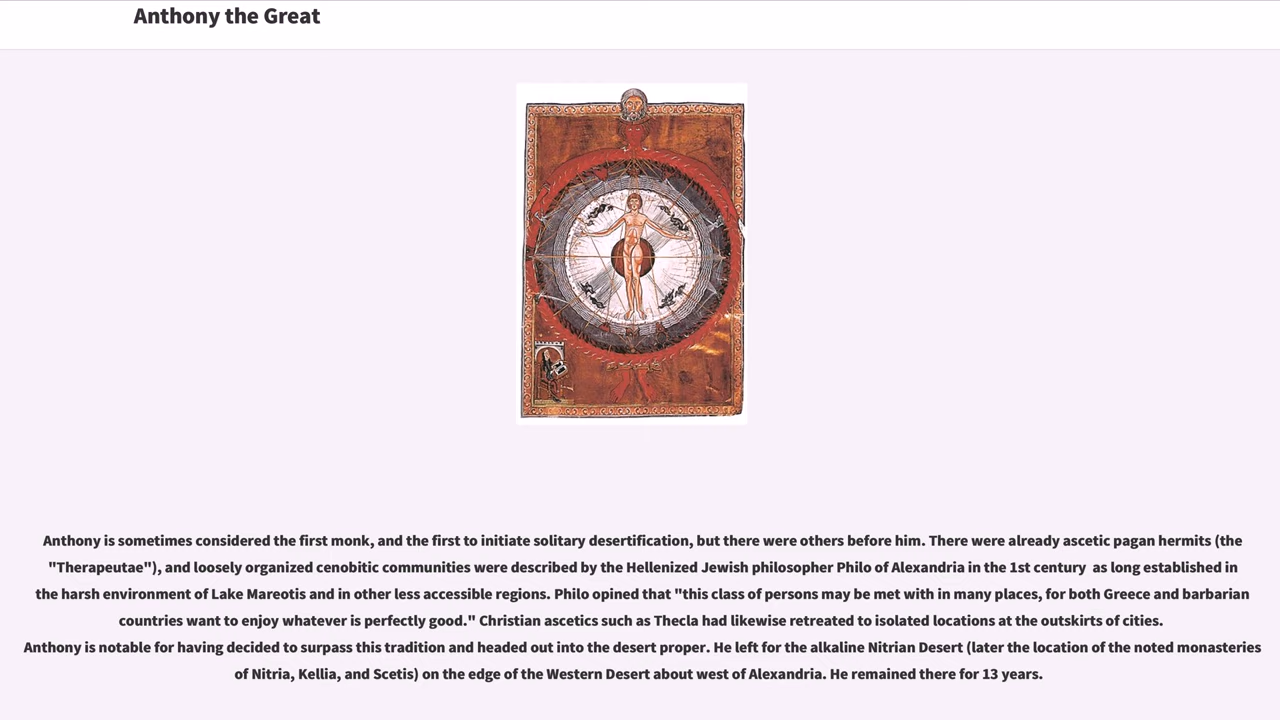 Anthony the Great
Anthony is sometimes considered the first monk, and the first to initiate solitary desertification, but there were others before him. There were already ascetic pagan hermits (the
"Therapeutae"), and loosely organized cenobitic communities were described by the Hellenized Jewish philosopher Philo of Alexandria in the 1st century as long established in
the harsh environment of Lake Mareotis and in other less accessible regions. Philo opined that "this class of persons may be met with in many places, for both Greece and barbarian
countries want to enjoy whatever is perfectly good." Christian ascetics such as Thecla had likewise retreated to isolated locations at the outskirts of cities.
Anthony is notable for having decided to surpass this tradition and headed out into the desert proper. He left for the alkaline Nitrian Desert (later the location of the noted monasteries
of Nitria, Kellia, and Scetis) on the edge of the Western Desert about west of Alexandria. He remained there for 13 years.